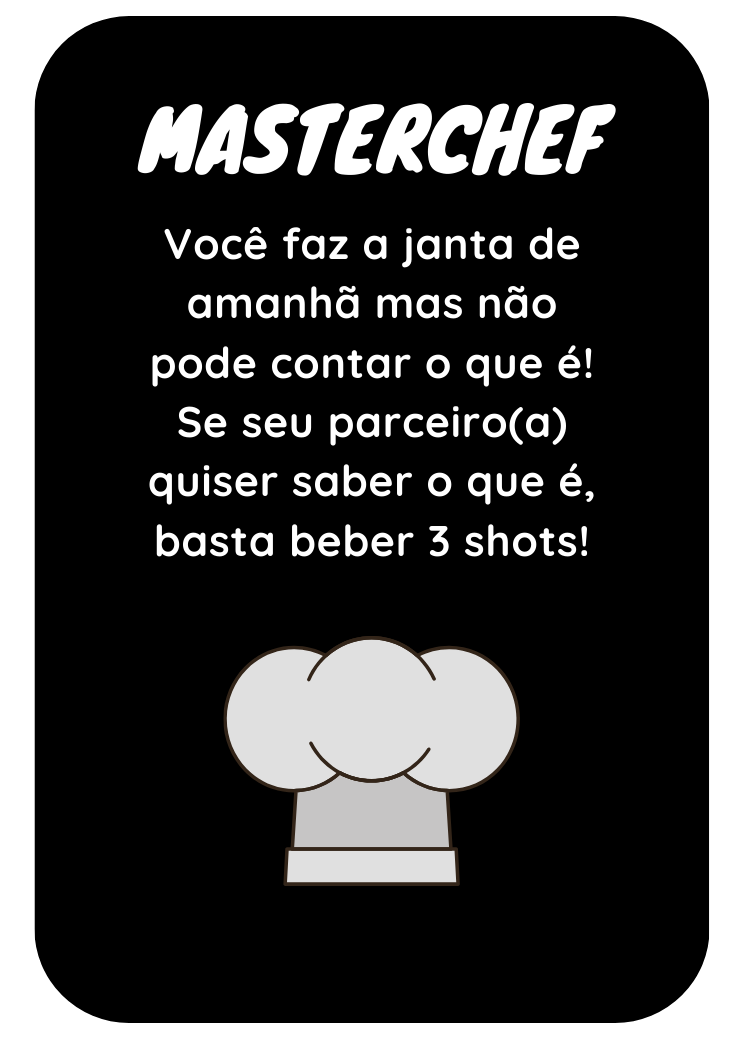 MASTERCHEF
Você faz a janta de
amanhã mas não
pode contar o que é!
Se seu parceiro(a)
quiser saber o que é,
basta beber 3 shots!